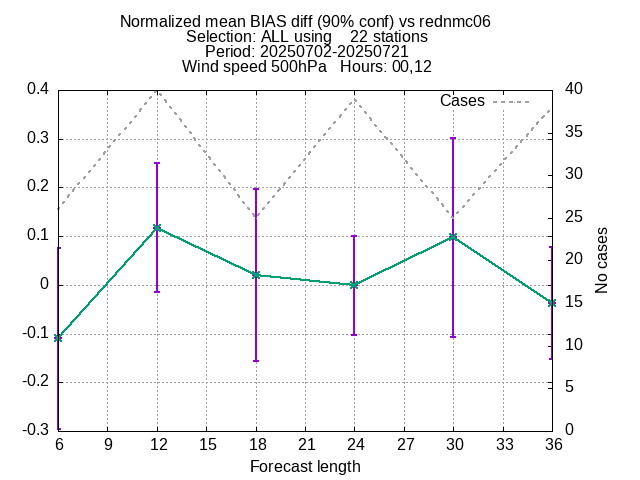 Normalized mean BIAS diff (90% conf) vs rednmc06
Selection: ALL using    22 stations
Period: 20250702-20250721
Wind speed 500hPa   Hours: 00,12
Cases
0.4
0.3
0.2
0.1
0
-0.1
-0.2
-0.3
40
35
30
25
20
15
10
5
0
No cases
6 9 12 15 18 21 24 27 30 33 36
Forecast length